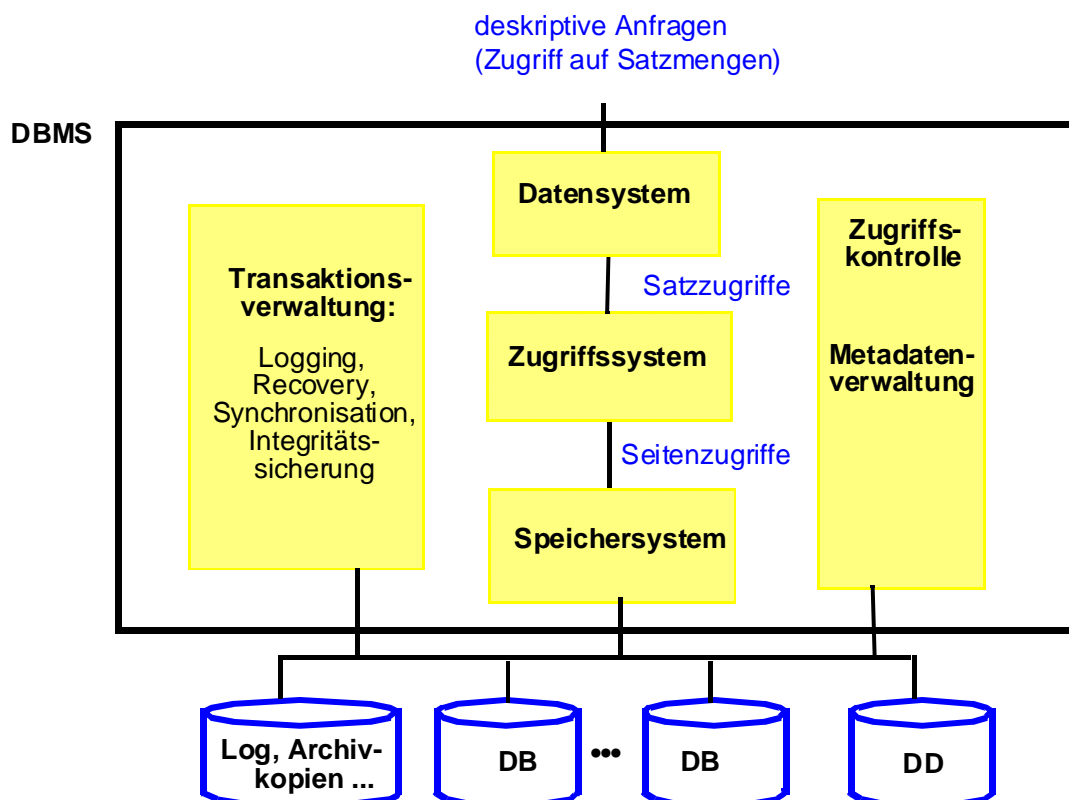 deskriptive Anfragen
(Zugriff auf Satzmengen)
DBMS
Datensystem
Satzzugriffe
Zugriffssystem
Seitenzugriffe
Speichersystem
Transaktions-
verwaltung:
Logging,
Recovery,
Synchronisation,
Integritäts-
sicherung
Zugriffs-
kontrolle
Metadaten-
verwaltung
Log, Archiv-
kopien ...
DB
•••
DB
DD